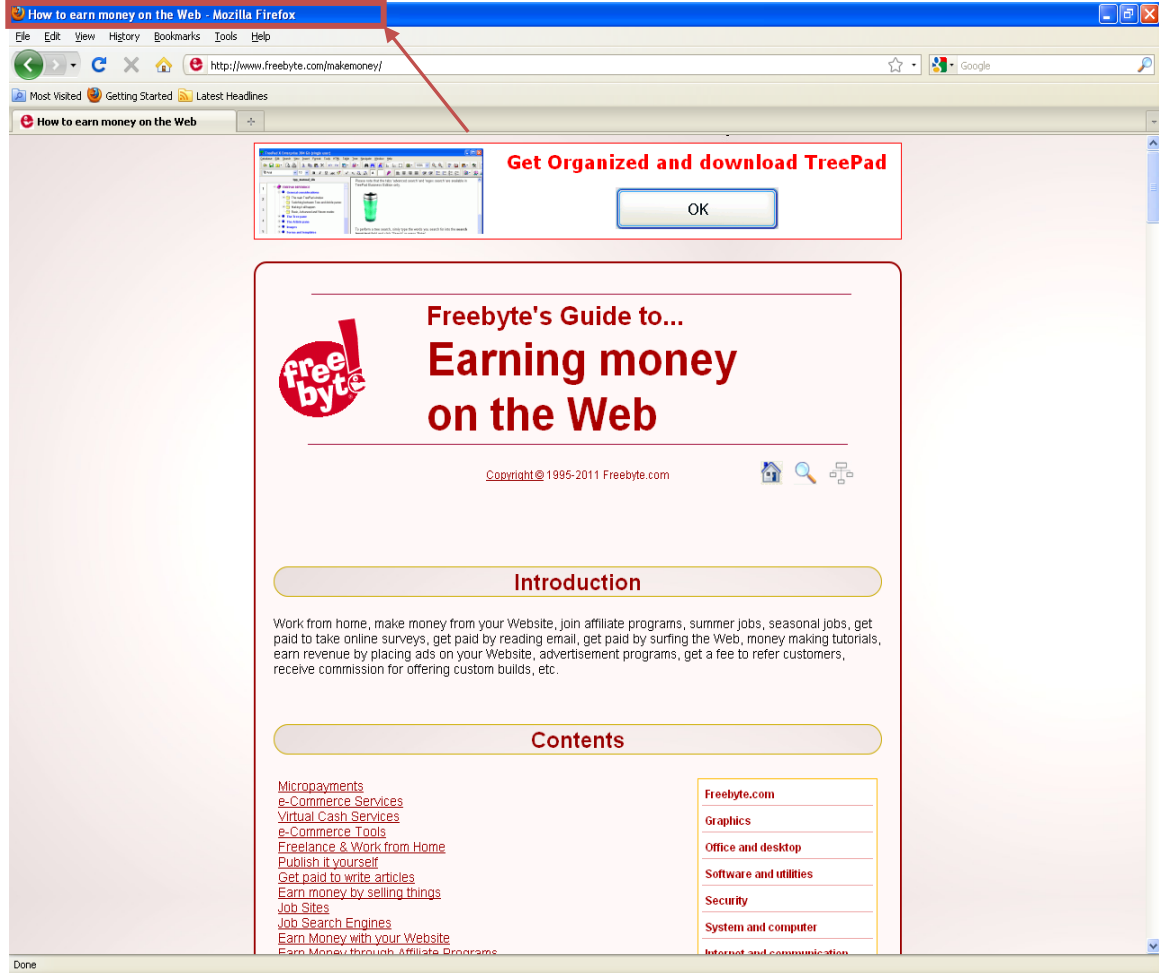 How to earn money on the Web - Mozilla Firefox
File Edit View History Bookmarks Tools Help
http://www.freebyte.com/makemoney/
Google
Most Visited Getting Started Latest Headlines
How to earn money on the Web
Get Organized and download TreePad
OK
free
byte!
Freebyte's Guide to...
Earning money
on the Web
Copyright © 1995-2011 Freebyte.com
Introduction
Work from home, make money from your Website, join affiliate programs, summer jobs, seasonal jobs, get
paid to take online surveys, get paid by reading email, get paid by surfing the Web, money making tutorials,
earn revenue by placing ads on your Website, advertisement programs, get a fee to refer customers,
receive commission for offering custom builds, etc.
Contents
Micropayments
e-Commerce Services
Virtual Cash Services
e-Commerce Tools
Freelance & Work from Home
Publish it yourself
Get paid to write articles
Earn money by selling things
Job Sites
Job Search Engines
Earn Money with your Website
Earn Money through Affiliate Programs
Freebyte.com
Graphics
Office and desktop
Software and utilities
Security
System and computer
Internet and communication
Done